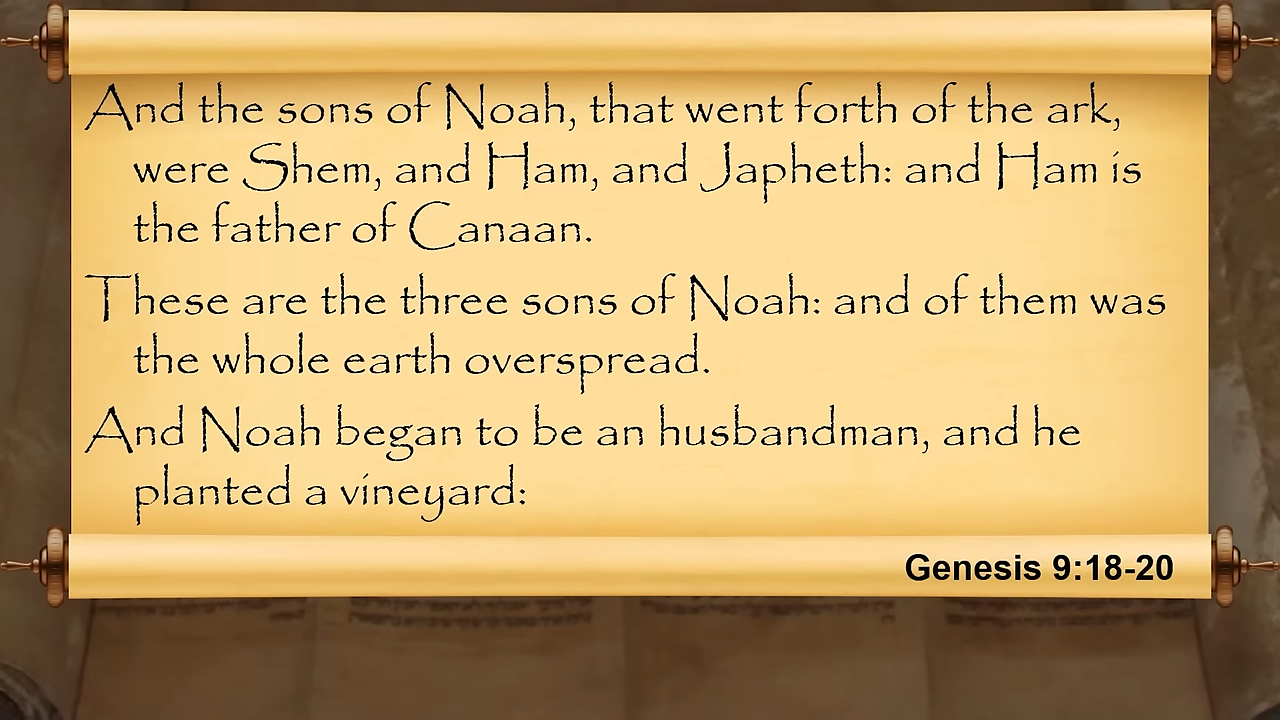 And the sons of Noah, that went forth of the ark,
were Shem, and Ham, and Japheth: and Ham is
the father of Canaan.
These are the three sons of Noah: and of them was
the whole earth overspread.
And Noah began to be an husbandman, and he
planted a vineyard:
Genesis 9:18-20